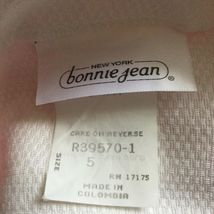 NEW YORK
bonnie jean®
CARE ON REVERSE
R39570-1
SIZE
5
RN 17175
MADE IN
COLOMBIA